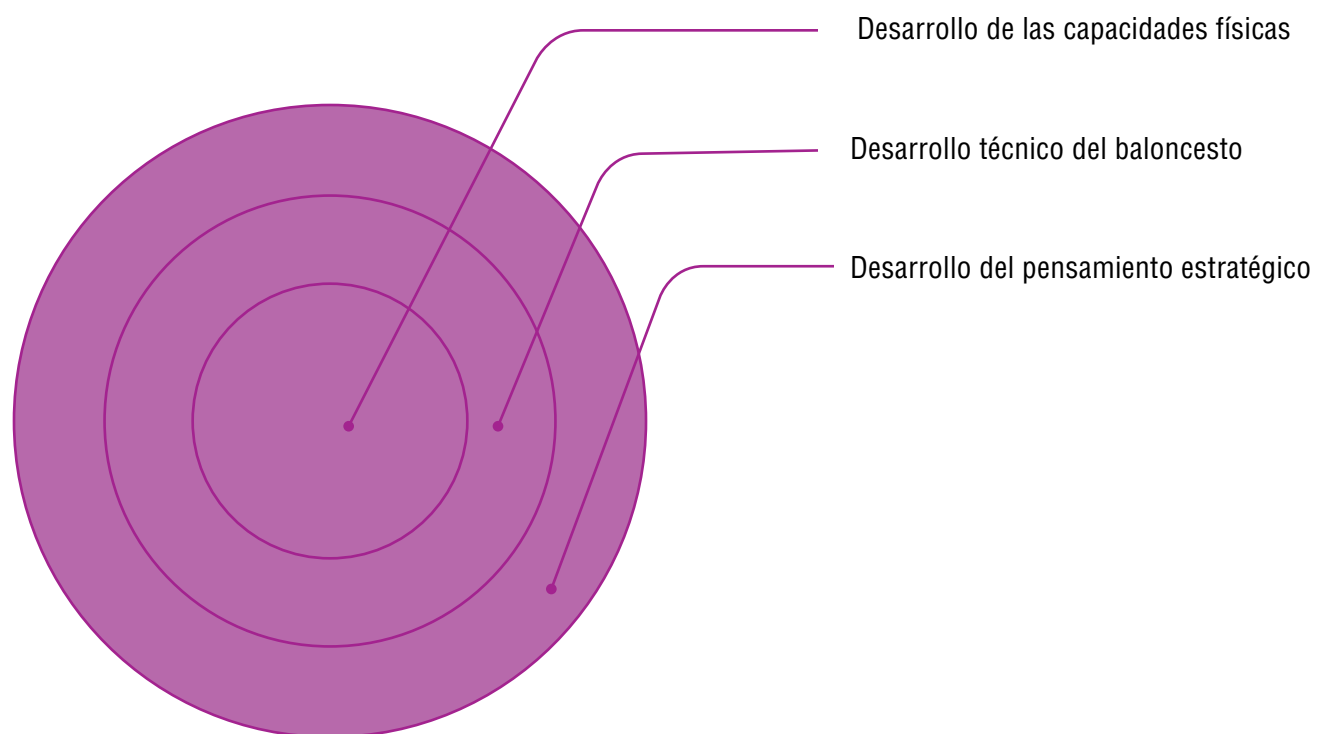 Desarrollo de las capacidades físicas
Desarrollo técnico del baloncesto
Desarrollo del pensamiento estratégico